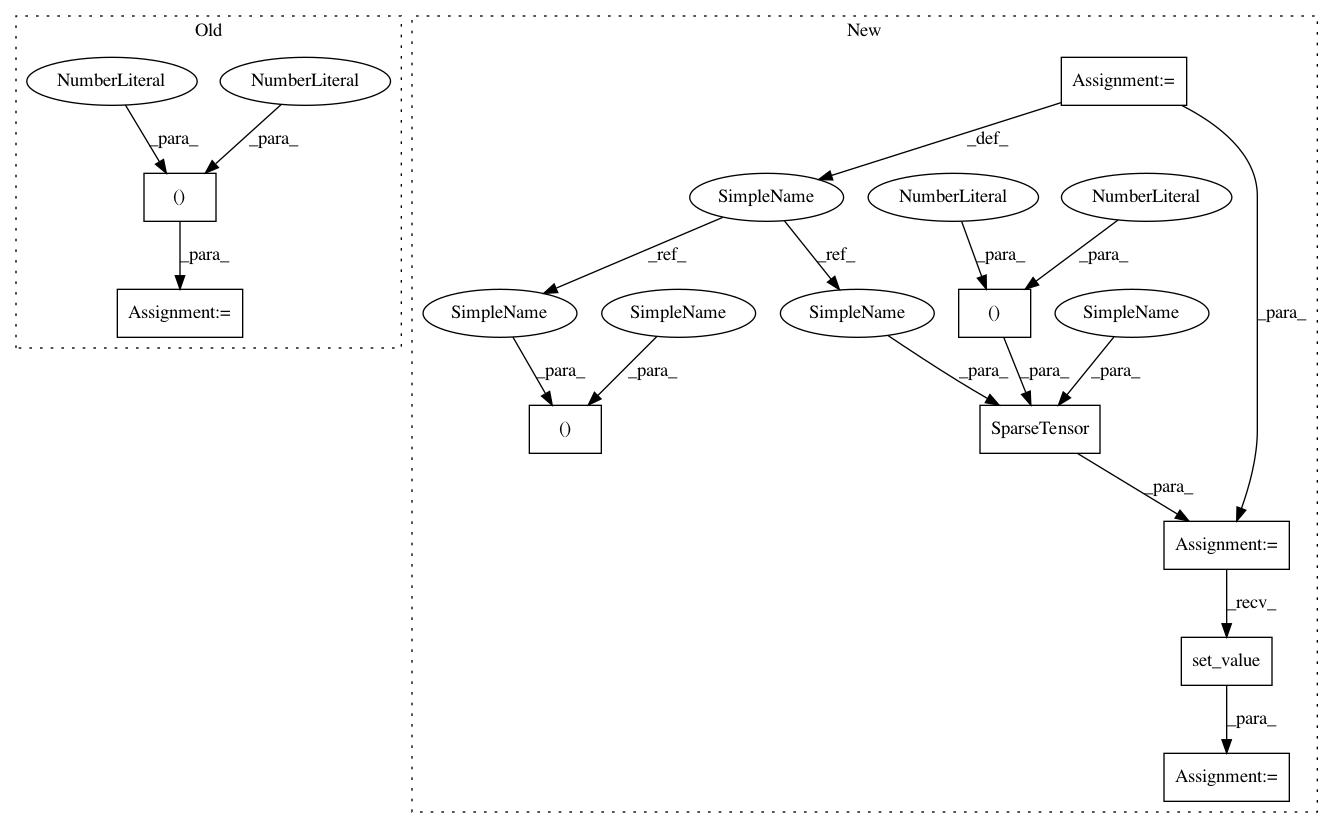 Old
New
NumberLiteral
NumberLiteral
Assignment:=
_para_
_para_
_def_
()
SimpleName
NumberLiteral
NumberLiteral
_para_
_ref_
_ref_
_para_
_para_
Assignment:=
SimpleName
SimpleName
SimpleName
()
SimpleName
_para_
_para_
_para_
_para_
_para_
_para_
()
SparseTensor
_para_
Assignment:=
_recv_
set_value
_para_
Assignment:=